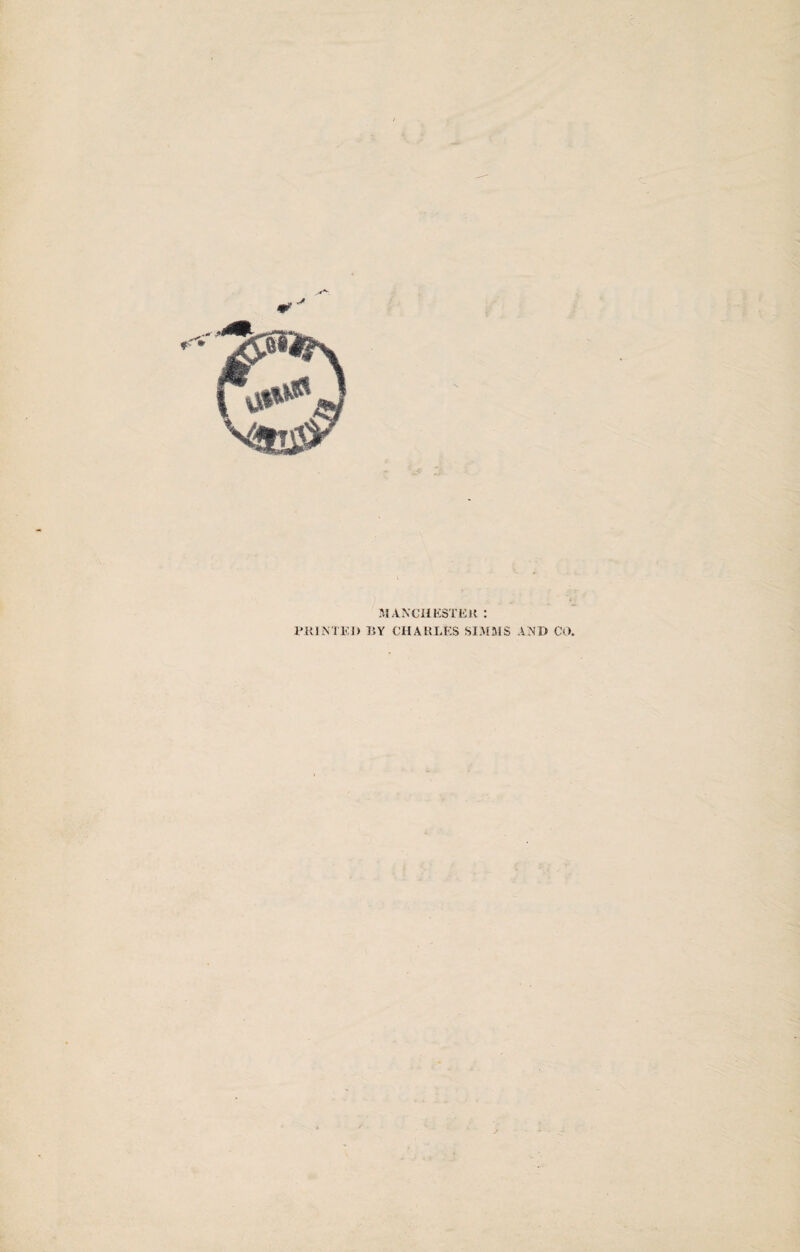 MANCHESTER :
PRINTED BY CHARLES SIMMS AND CO.